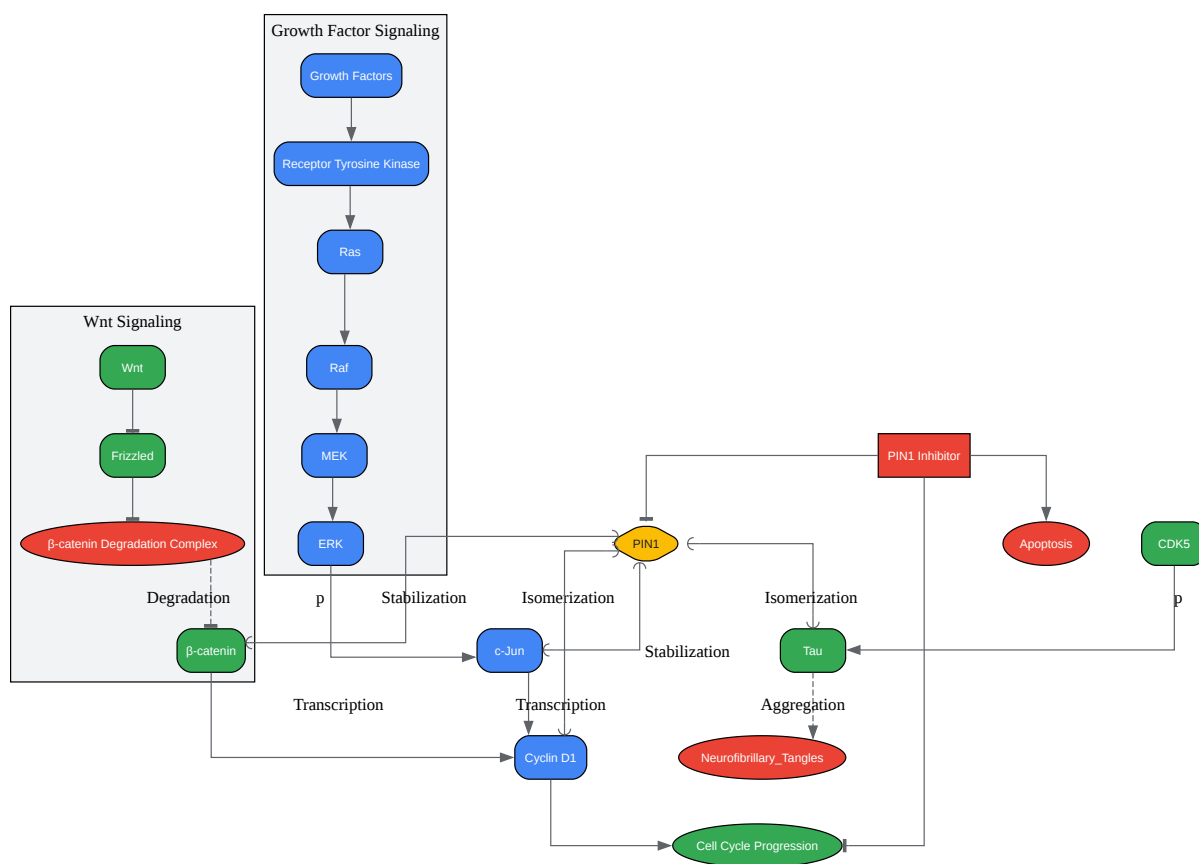 Growth Factor Signaling
Growth Factors
Receptor Tyrosine Kinase
Ras
Wnt Signaling
Wnt
Raf
Frizzled
MEK
PIN1 Inhibitor
β-catenin Degradation Complex
ERK
PIN1
Apoptosis
CDK5
Degradation
p
Stabilization
Isomerization
Isomerization
p
β-catenin
c-Jun
Stabilization
Tau
Transcription
Transcription
Aggregation
Cyclin D1
Neurofibrillary_Tangles
Cell Cycle Progression